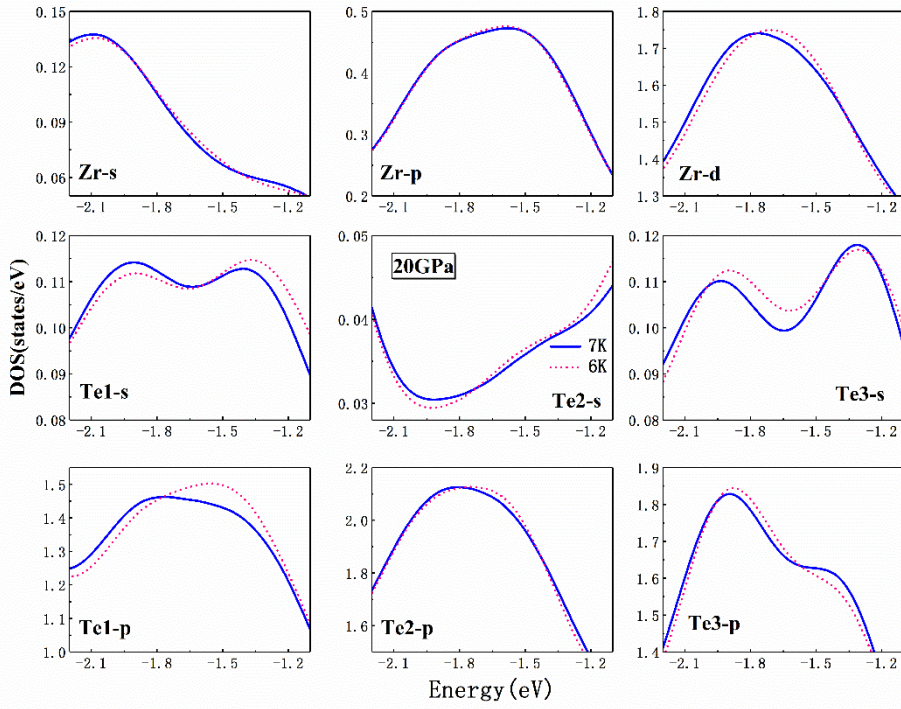 DOS(states/eV)
0.15
0.12
0.09
0.06
Zr-s
-2.1 -1.8 -1.5 -1.2
0.5
0.4
0.3
0.2
Zr-p
-2.1 -1.8 -1.5 -1.2
1.8
1.7
1.6
1.5
1.4
1.3
Zr-d
-2.1 -1.8 -1.5 -1.2
0.12
0.11
0.10
0.09
0.08
Te1-s
-2.1 -1.8 -1.5 -1.2
0.05
0.04
0.03
20GPa
7K
6K
Te2-s
-2.1 -1.8 -1.5 -1.2
0.12
0.11
0.10
0.09
0.08
Te3-s
-2.1 -1.8 -1.5 -1.2
1.5
1.4
1.3
1.2
1.1
1.0
Te1-p
-2.1 -1.8 -1.5 -1.2
2.2
2.0
1.8
1.6
Te2-p
-2.1 -1.8 -1.5 -1.2
1.9
1.8
1.7
1.6
1.5
1.4
Te3-p
-2.1 -1.8 -1.5 -1.2
Energy(eV)